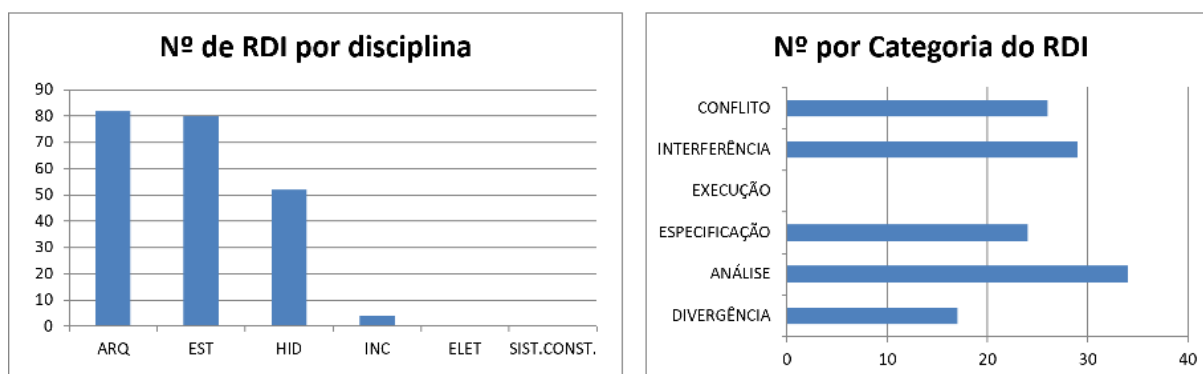 Nº de RDI por disciplina
90
80
70
60
50
40
30
20
10
0
ARQ EST HID INC ELET SIST.CONST.
Nº por Categoria do RDI
CONFLITO
INTERFERÊNCIA
EXECUÇÃO
ESPECIFICAÇÃO
ANÁLISE
DIVERGÊNCIA
0 10 20 30 40